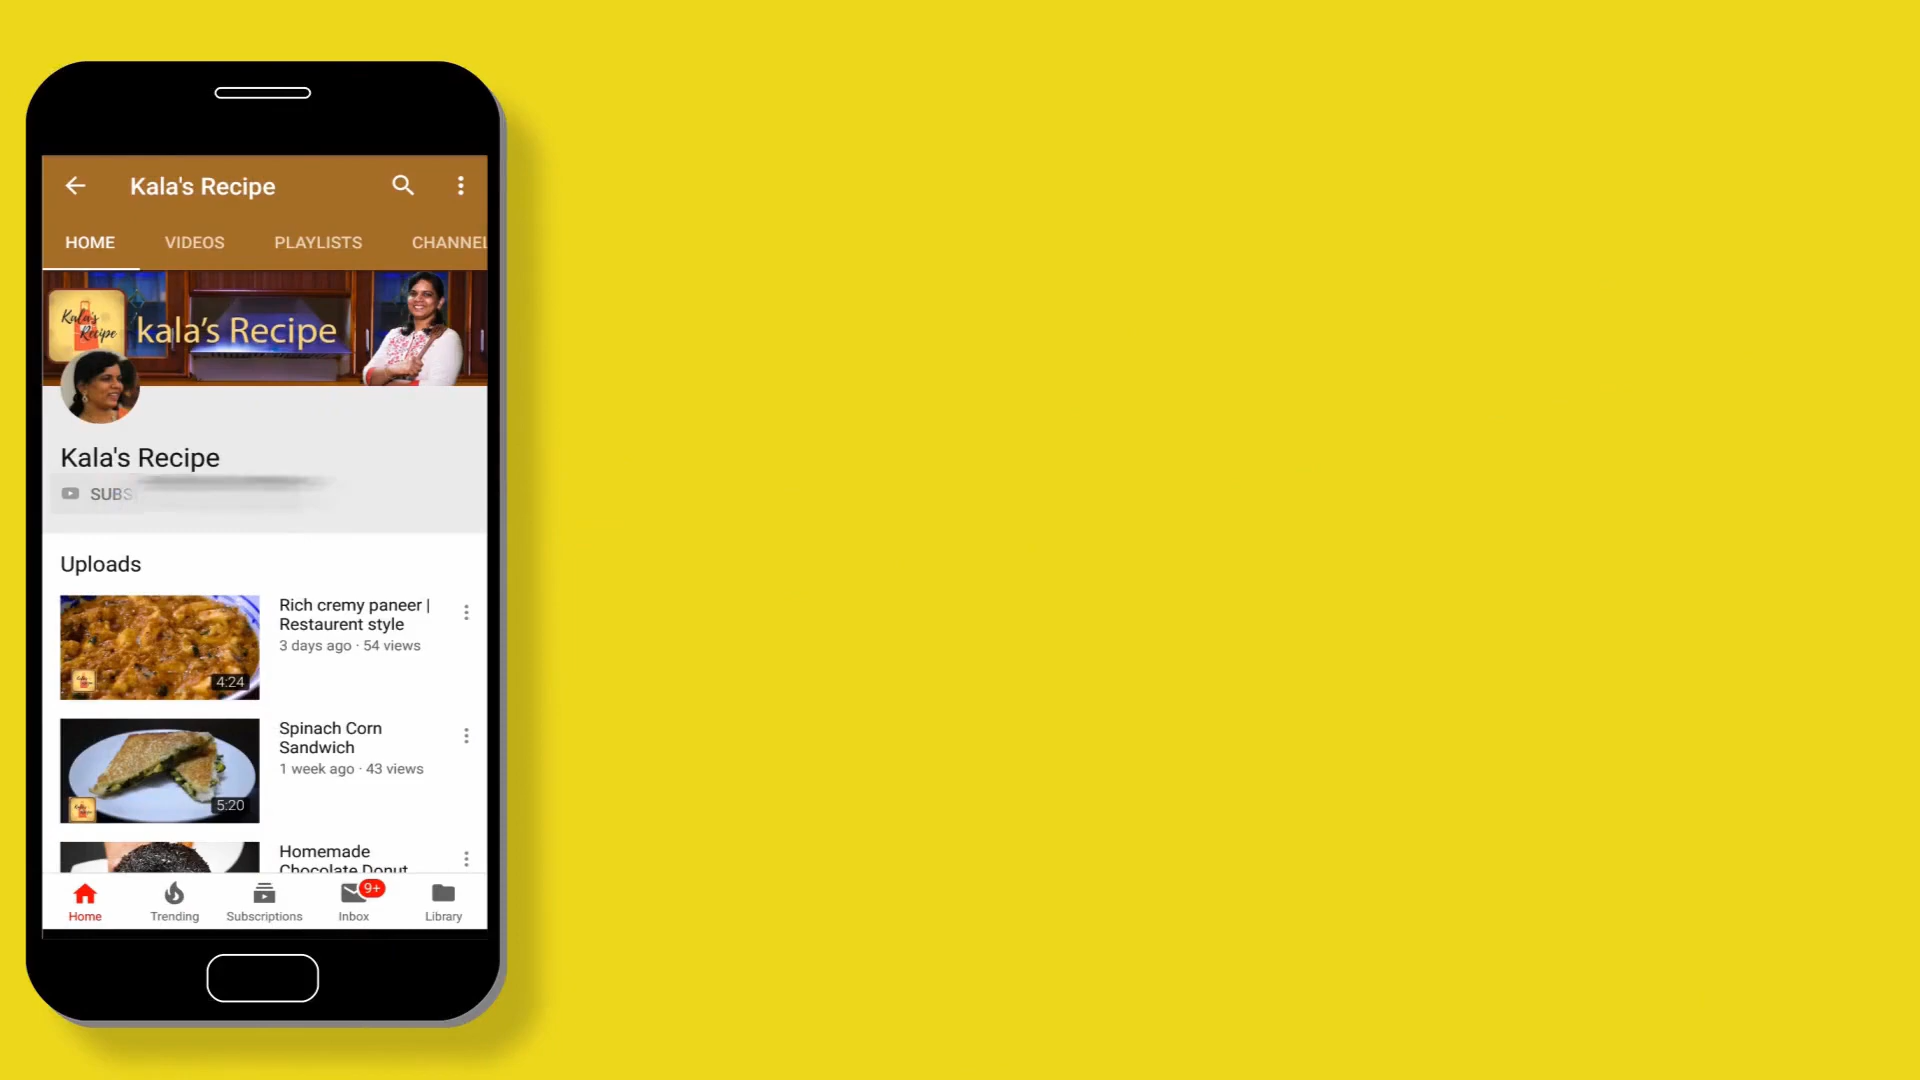 Kala's Recipe
HOME VIDEOS PLAYLISTS CHANNEL
Kala's
Recipe
kala's Recipe
Kala's Recipe
SUBS
Uploads
Rich cremy paneer |
Restaurent style
3 days ago · 54 views
4:24
Spinach Corn
Sandwich
1 week ago · 43 views
5:20
Homemade
Chocolate Donut
9+
Home Trending Subscriptions Inbox Library